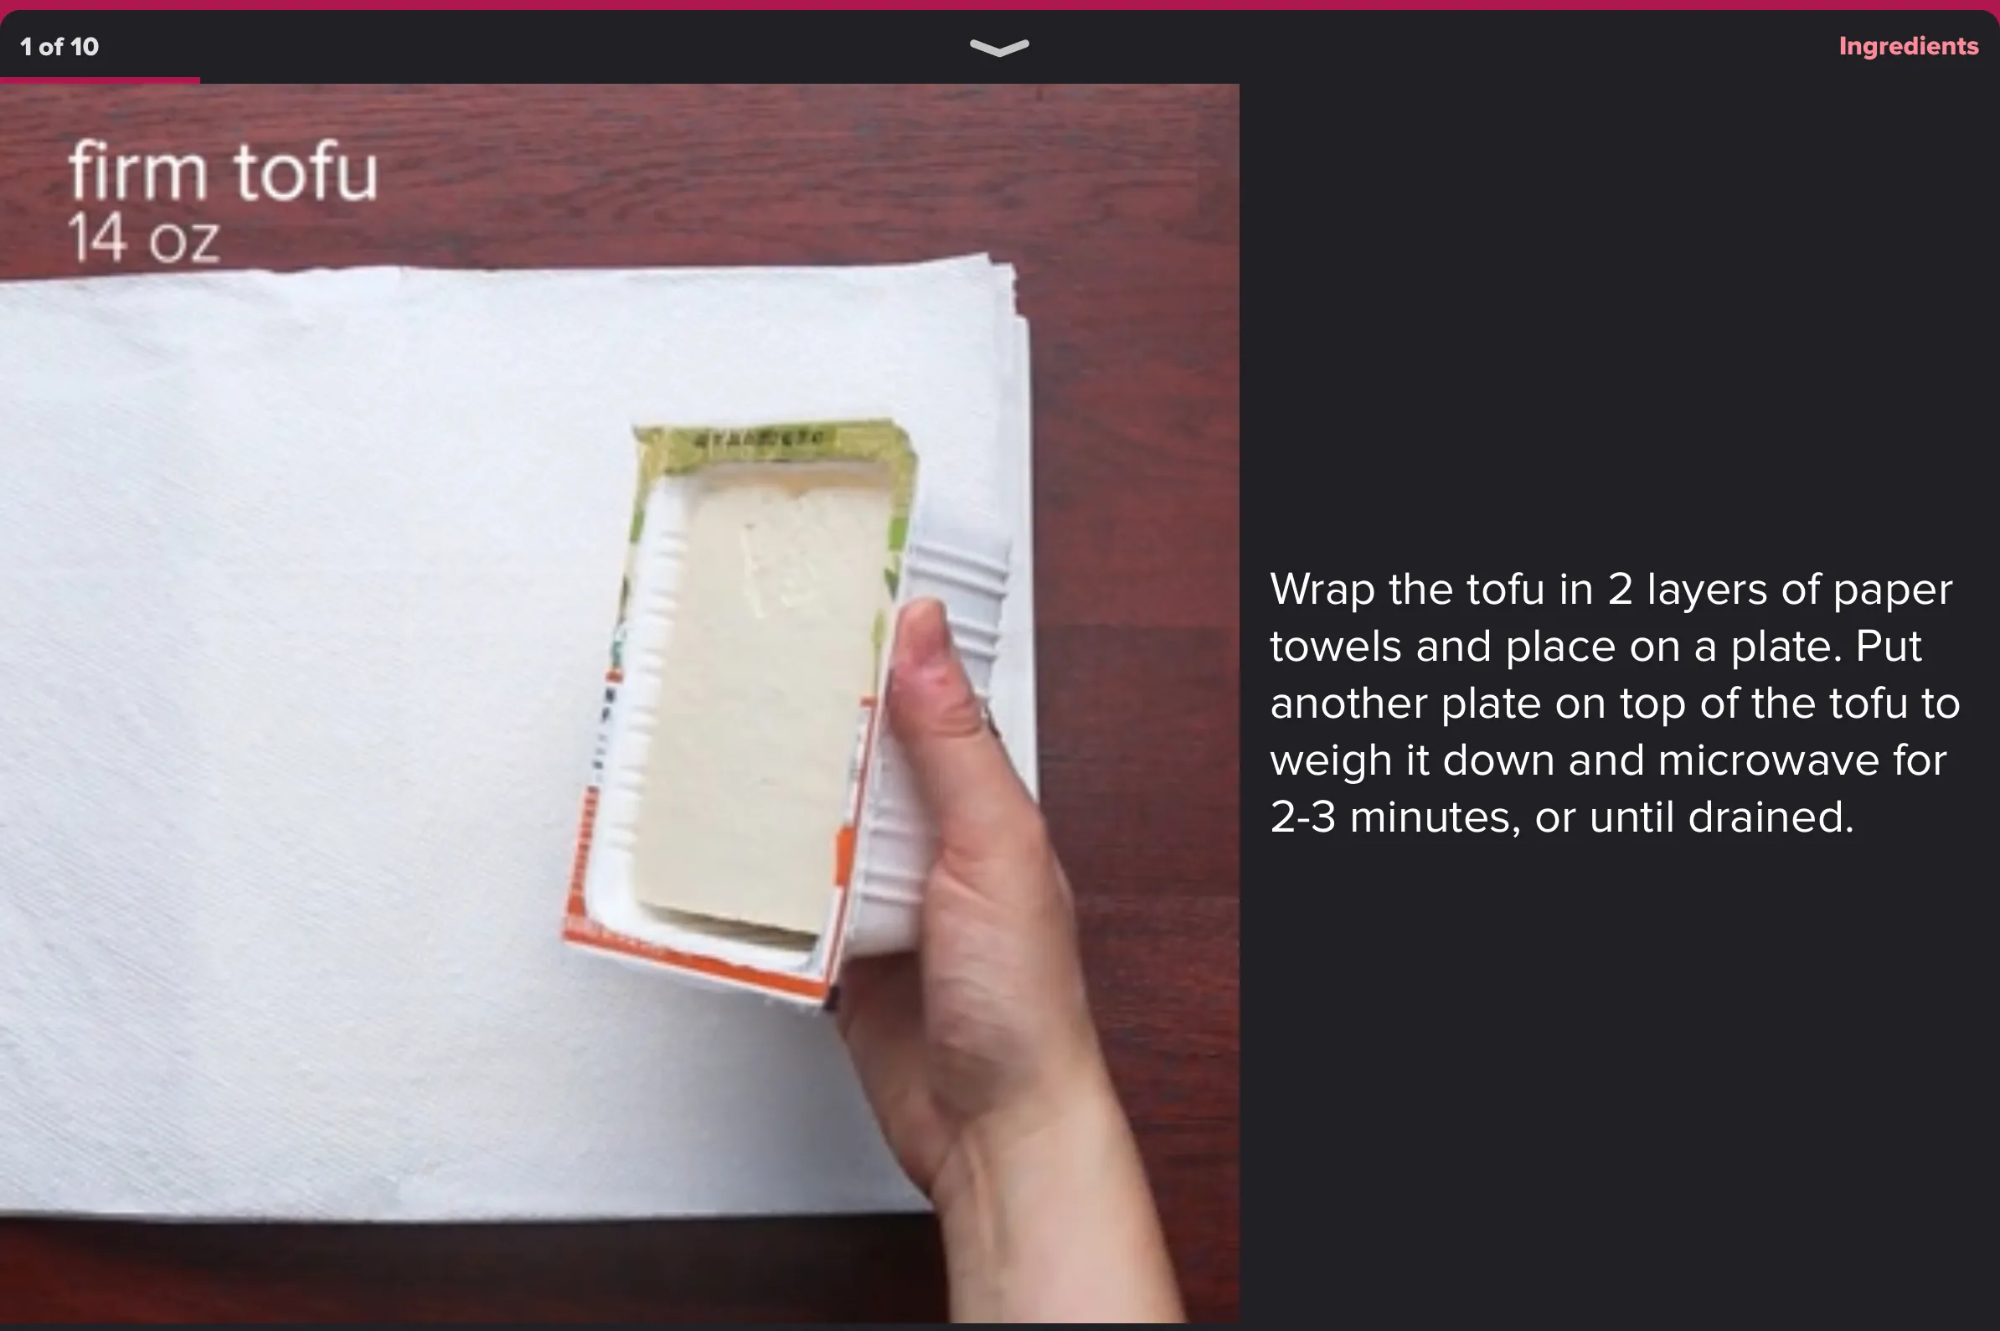 1 of 10
Ingredients
firm tofu
14 oz
Wrap the tofu in 2 layers of paper
towels and place on a plate. Put
another plate on top of the tofu to
weigh it down and microwave for
2-3 minutes, or until drained.